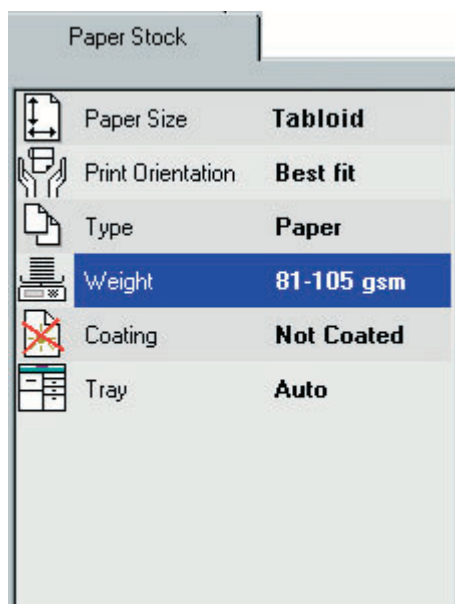 Paper Stock
Paper Size Tabloid
Print Orientation Best fit
Type Paper
Weight 81-105 gsm
Coating Not Coated
Tray Auto